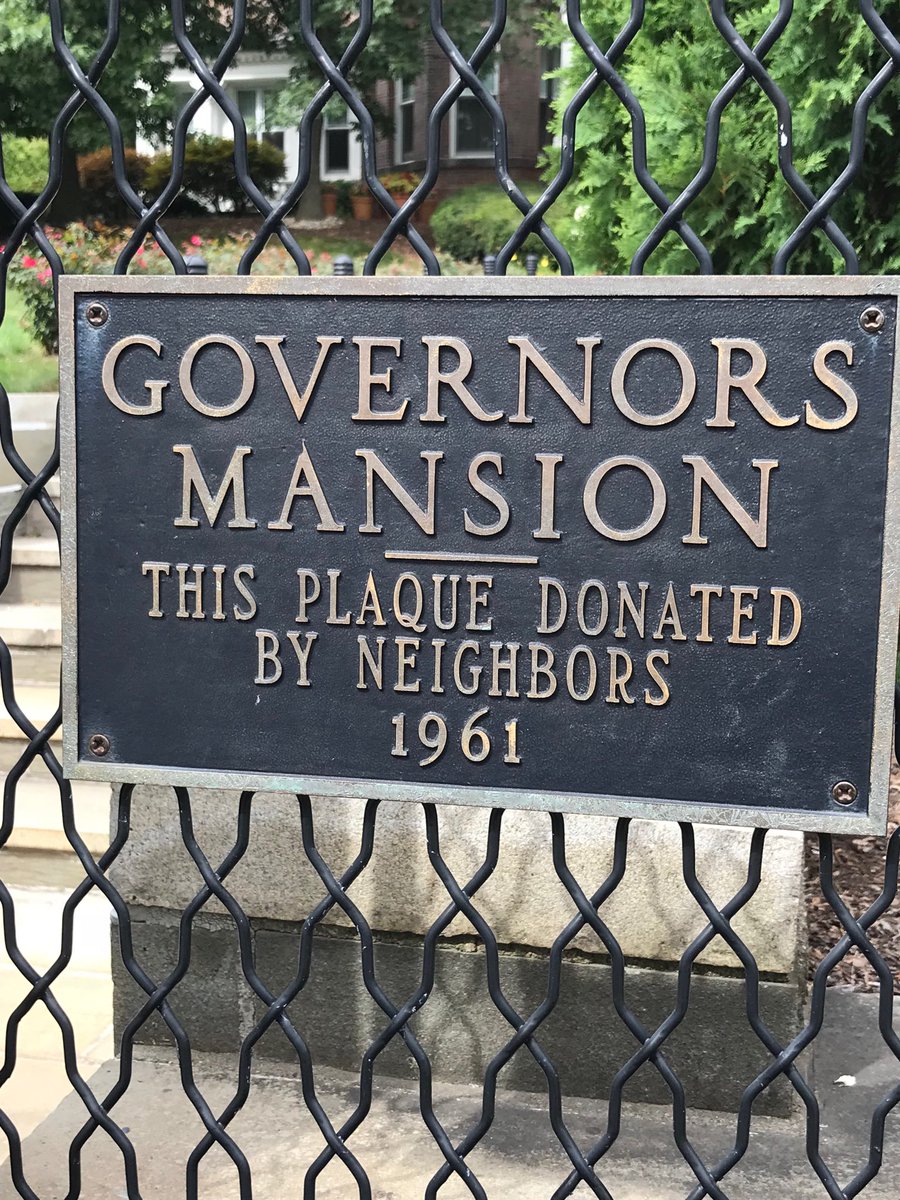 GOVERNORS
MANSION
THIS PLAQUE DONATED
BY NEIGHBORS
1961